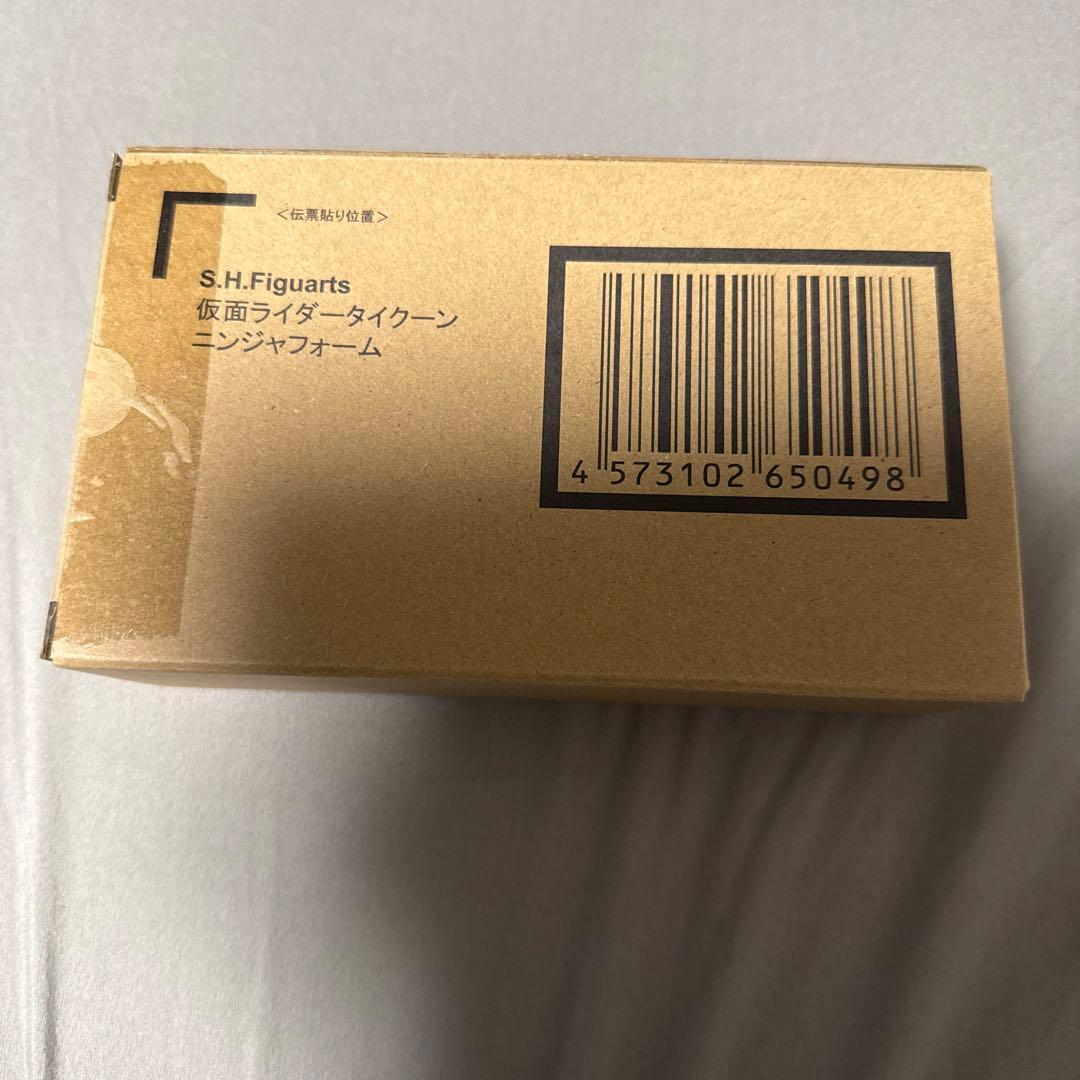 ＜伝票貼り位置＞
S.H.Figuarts
仮面ライダータイクーン
ニンジャフォーム
4 573102 650498